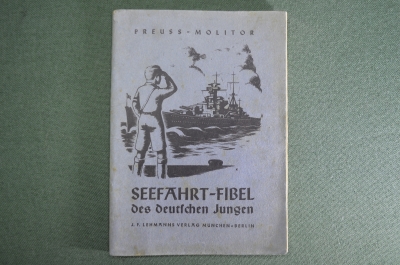 PREUSS · MOLITOR
SEEFAHRT-FIBEL
des deutschen Jungen
J. F. LEHMANNS VERLAG MÜNCHEN · BERLIN